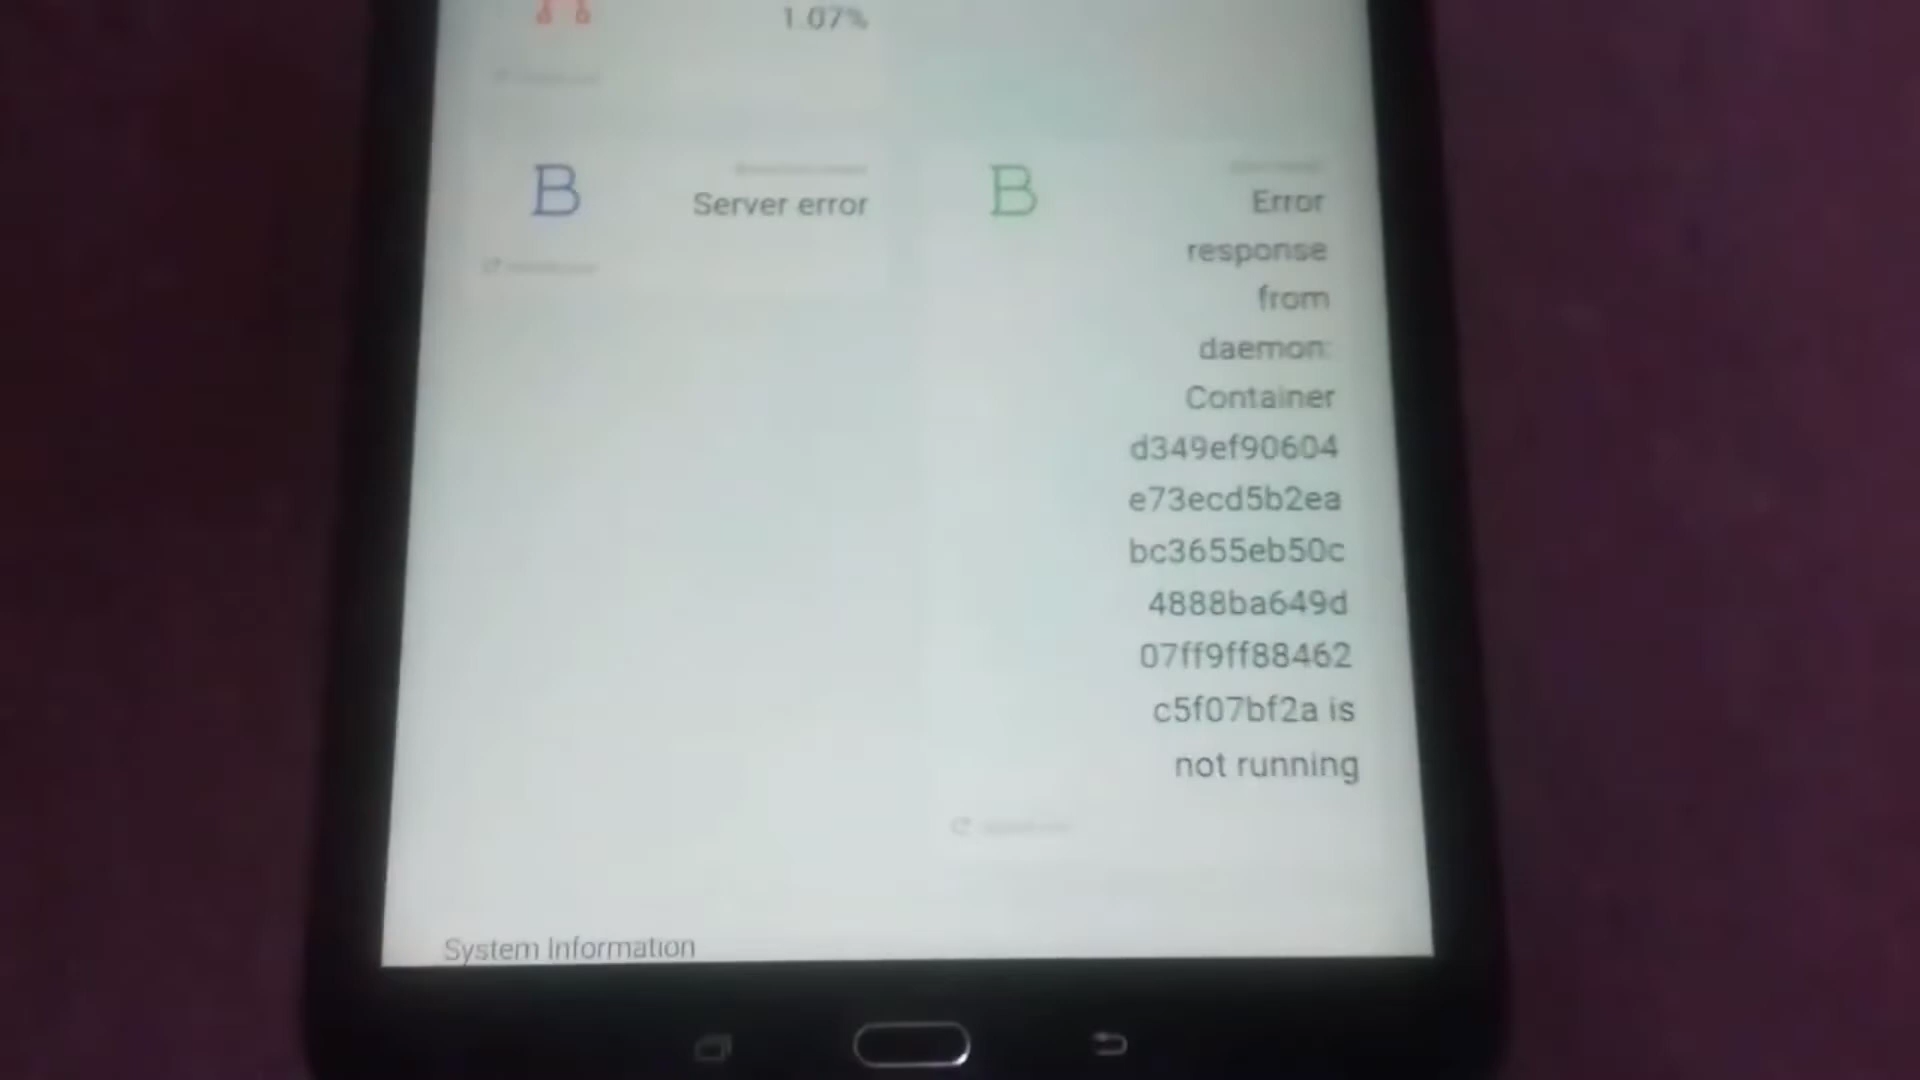 1.07%
B
Server error
B
Error
response
from
daemon:
Container
d349ef90604
e73ecd5b2ea
bc3655eb50c
4888ba649d
07ff9ff88462
c5f07bf2a is
not running
System Information